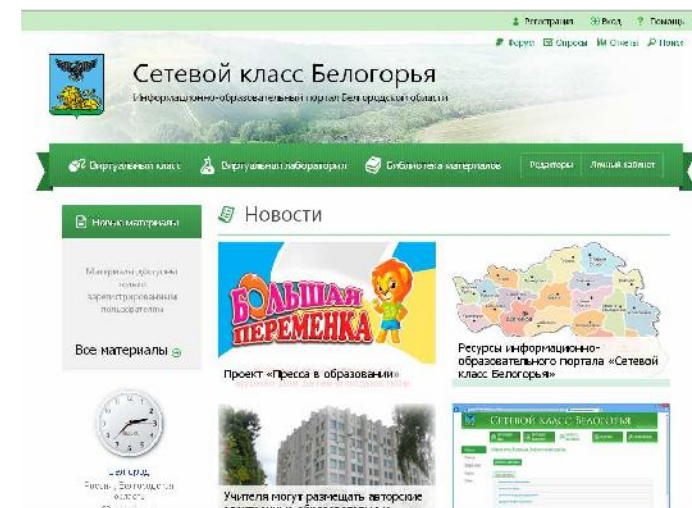 Регистрация Вход ? Помощь
Форум Опросы Отчеты Поиск
Сетевой класс Белогорья
Информационно-образовательный портал Белгородской области
Виртуальный класс Виртуальная лаборатория Библиотека материалов Редакторы Личный кабинет
Новые материалы
Материалы доступны
только
зарегистрированным
пользователям
Все материалы
Новости
БОЛЬШАЯ
ПЕРЕМЕНКА
Проект «Пресса в образовании»
Ресурсы информационно-
образовательного портала «Сетевой
класс Белогорья»
Белгород
Россия, Белгородская
область
Учителя могут размещать авторские
СЕТЕВОЙ КЛАСС БЕЛОГОРЬЯ